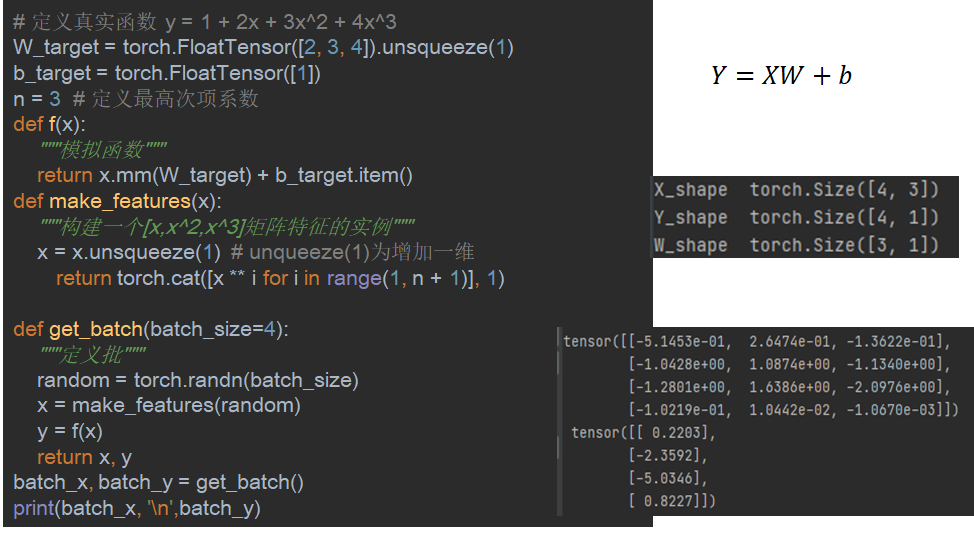 # 定义真实函数 y = 1 + 2x + 3x^2 + 4x^3
W_target = torch.FloatTensor([2, 3, 4]).unsqueeze(1)
b_target = torch.FloatTensor([1])
n = 3  # 定义最高次项系数
def f(x):
    """模拟函数"""
    return x.mm(W_target) + b_target.item()
def make_features(x):
    """构建一个[x,x^2,x^3]矩阵特征的实例"""
    x = x.unsqueeze(1)  # unqueeze(1)为增加一维
      return torch.cat([x ** i for i in range(1, n + 1)], 1)
def get_batch(batch_size=4):
    """定义批"""
    random = torch.randn(batch_size)
    x = make_features(random)
    y = f(x)
    return x, y
batch_x, batch_y = get_batch()
print(batch_x, '\n',batch_y)
Y = XW + b
X_shape  torch.Size([4, 3])
Y_shape  torch.Size([4, 1])
W_shape  torch.Size([3, 1])
tensor([[-5.1453e-01,  2.6474e-01, -1.3622e-01],
        [-1.0428e+00,  1.0874e+00, -1.1340e+00],
        [-1.2801e+00,  1.6386e+00, -2.0976e+00],
        [-1.0219e-01,  1.0442e-02, -1.0670e-03]])
 tensor([[ 0.2203],
        [-2.3592],
        [-5.0346],
        [ 0.8227]])